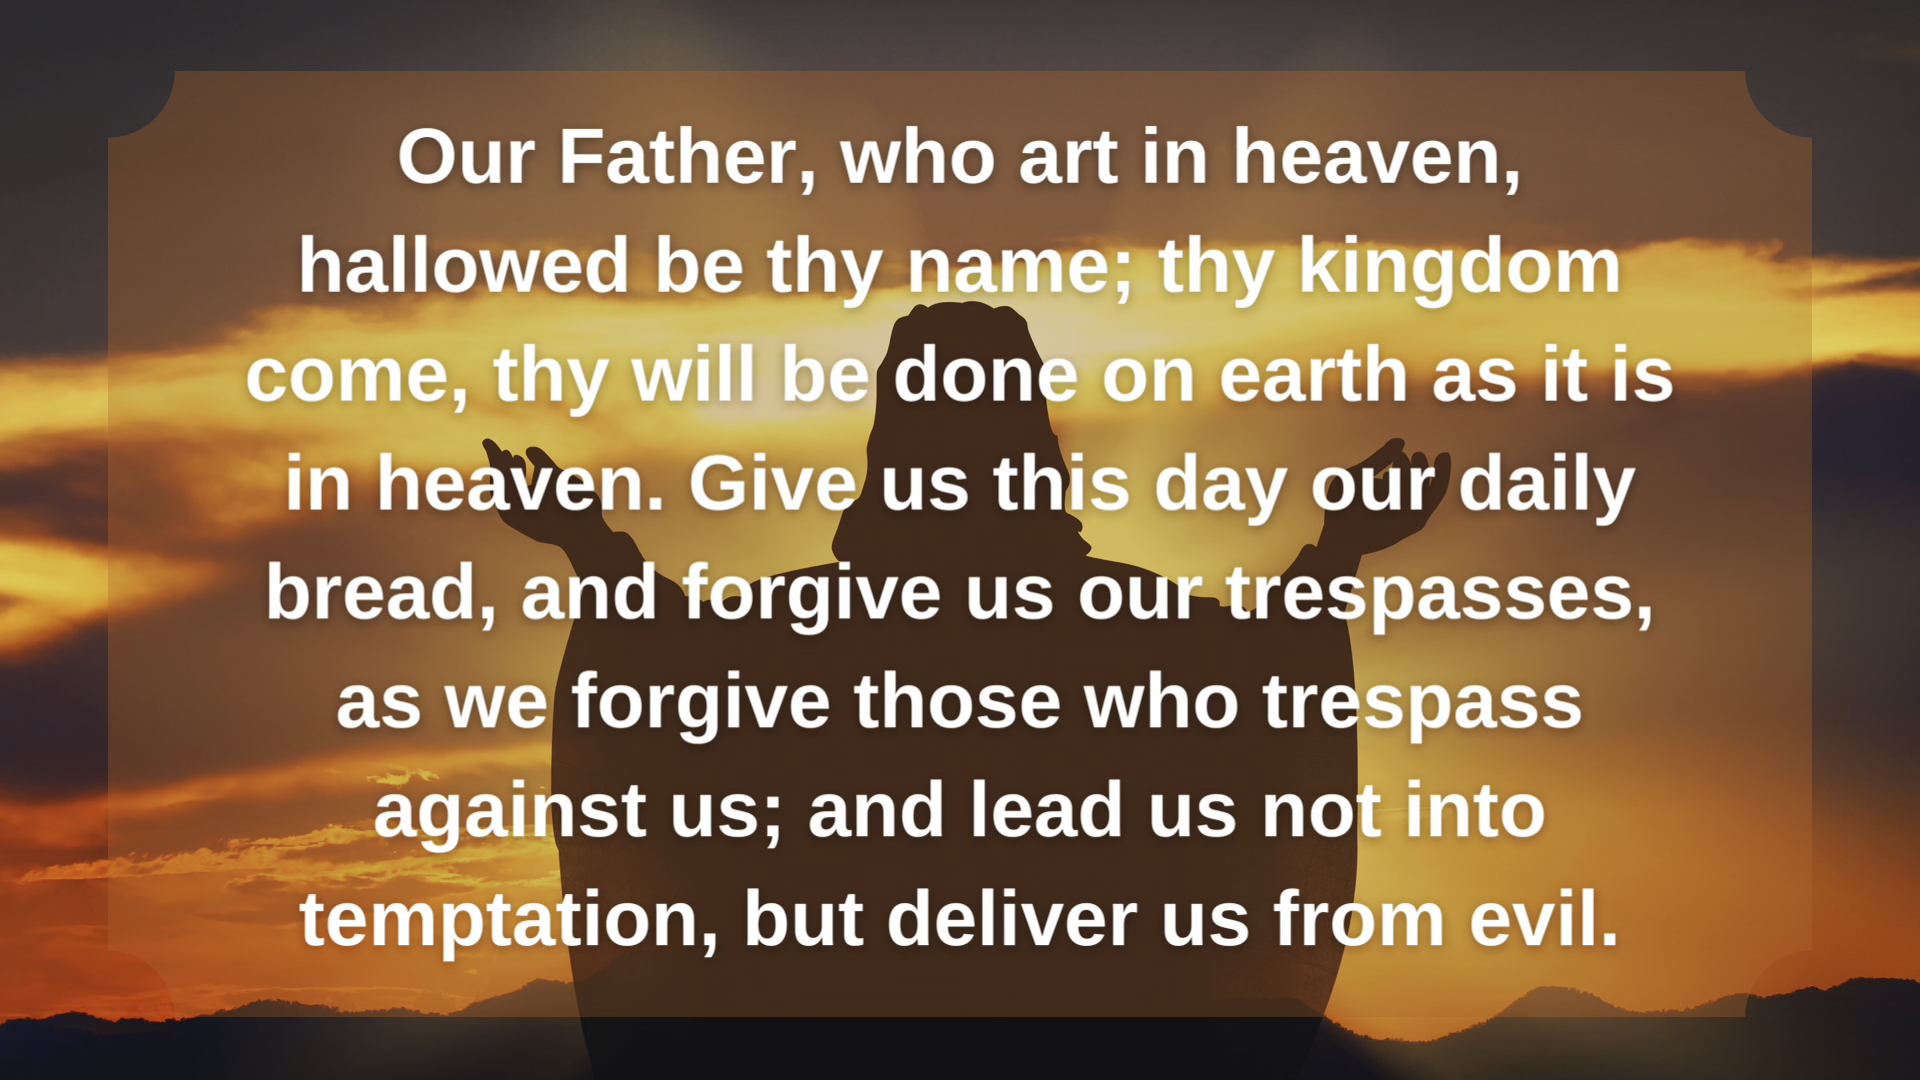 Our Father, who art in heaven,
hallowed be thy name; thy kingdom
come, thy will be done on earth as it is
in heaven. Give us this day our daily
bread, and forgive us our trespasses,
as we forgive those who trespass
against us; and lead us not into
temptation, but deliver us from evil.